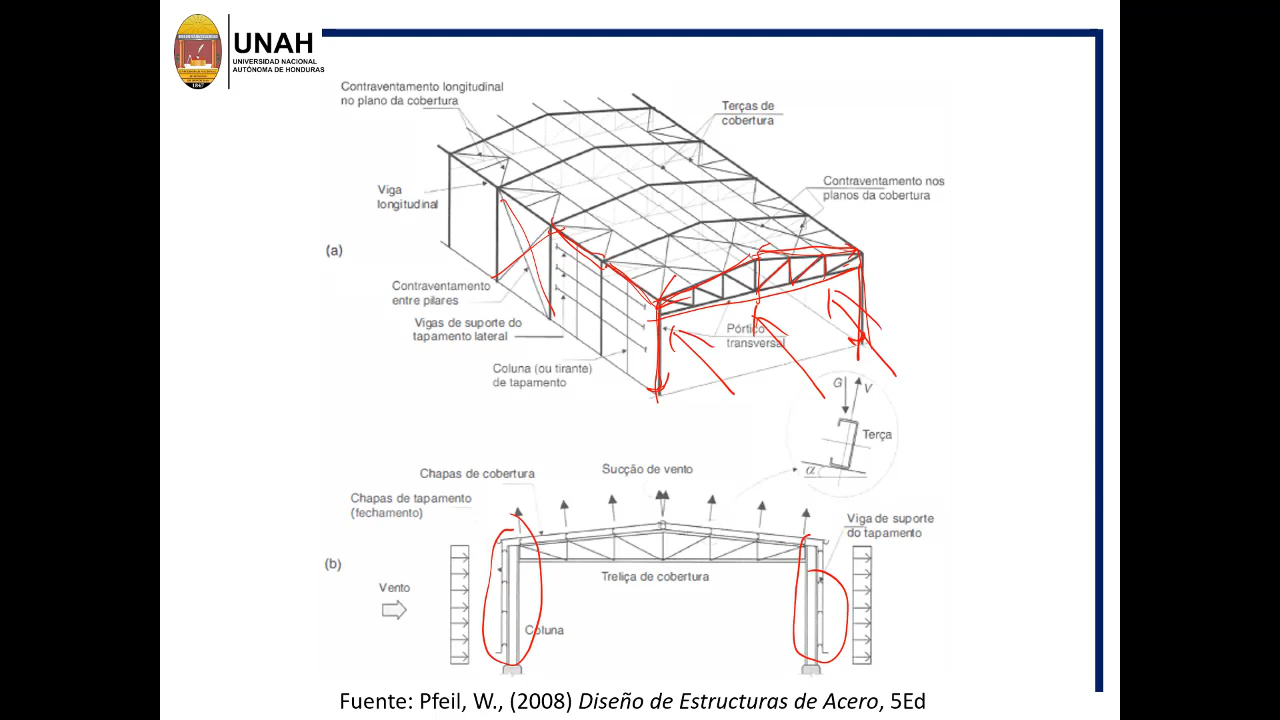 UNAH
UNIVERSIDAD NACIONAL
AUTÓNOMA DE HONDURAS
Contraventamento longitudinal
no plano da cobertura
Terças de
cobertura
Contraventamento nos
planos da cobertura
Viga
longitudinal
(a)
Contraventamento
entre pilares
Vigas de suporte do
tapamento lateral
Pórtico
transversal
Coluna (ou tirante)
de tapamento
G
V
Terça
α
Chapas de cobertura
Sucção de vento
Chapas de tapamento
(fechamento)
Viga de suporte
do tapamento
(b)
Treliça de cobertura
Vento
Coluna
Fuente: Pfeil, W., (2008) Diseño de Estructuras de Acero, 5Ed